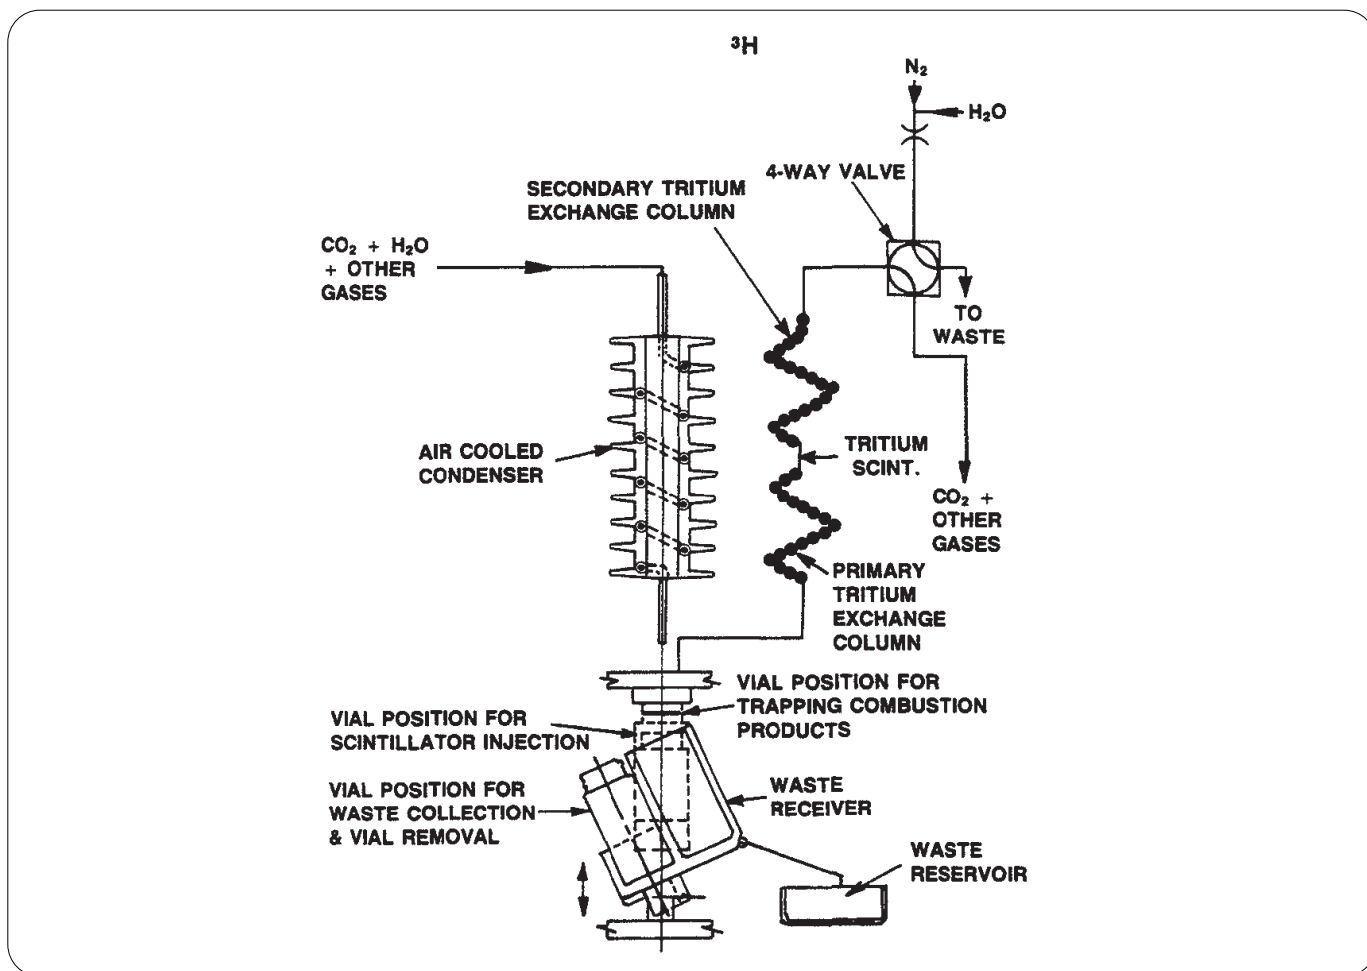 ³H
N₂
H₂O
4-WAY VALVE
SECONDARY TRITIUM
EXCHANGE COLUMN
CO₂ + H₂O
+ OTHER
GASES
TO
WASTE
AIR COOLED
CONDENSER
TRITIUM
SCINT.
CO₂ +
OTHER
GASES
PRIMARY
TRITIUM
EXCHANGE
COLUMN
VIAL POSITION FOR
TRAPPING COMBUSTION
PRODUCTS
VIAL POSITION FOR
SCINTILLATOR INJECTION
VIAL POSITION FOR
WASTE COLLECTION
& VIAL REMOVAL
WASTE
RECEIVER
WASTE
RESERVOIR